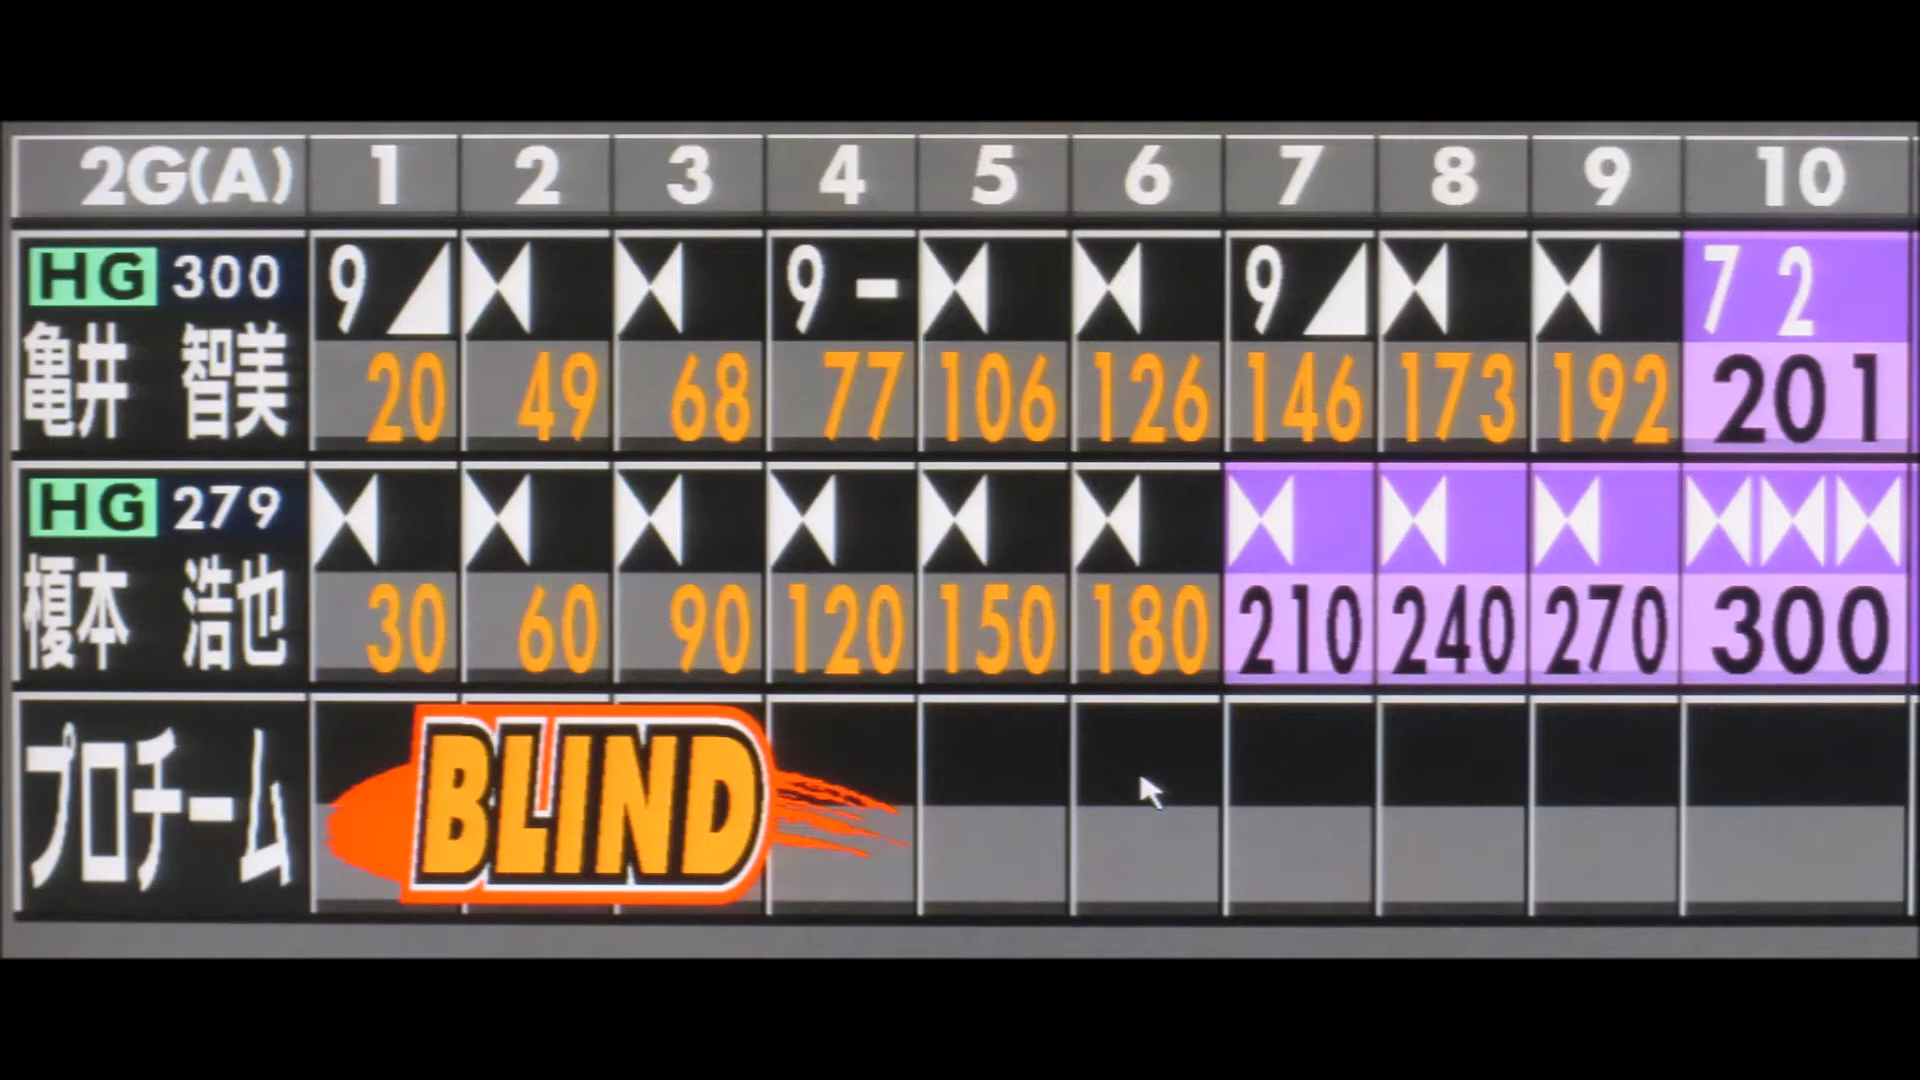 2G(A) 1 2 3 4 5 6 7 8 9 10
HG 300 9 9 - 9 7 2
亀井 智美 20 49 68 77 106 126 146 173 192 201
HG 279
榎本 浩也 30 60 90 120 150 180 210 240 270 300
プロチーム BLIND